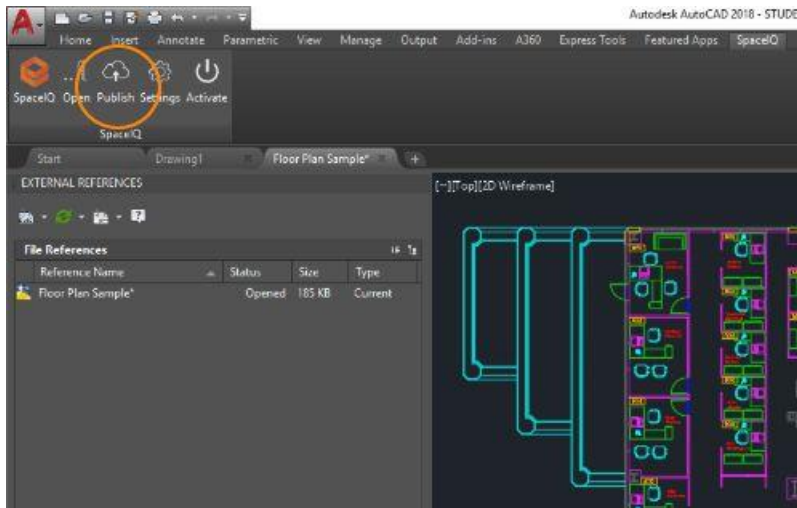 Autodesk AutoCAD 2018 - STUDE
Home Insert Annotate Parametric View Manage Output Add-ins A360 Express Tools Featured Apps SpaceIQ
SpaceIQ Open Publish Settings Activate
SpaceIQ
Start Drawing1 Floor Plan Sample*
EXTERNAL REFERENCES
[−][Top][2D Wireframe]
File References
Reference Name Status Size Type
Floor Plan Sample* Opened 185 KB Current